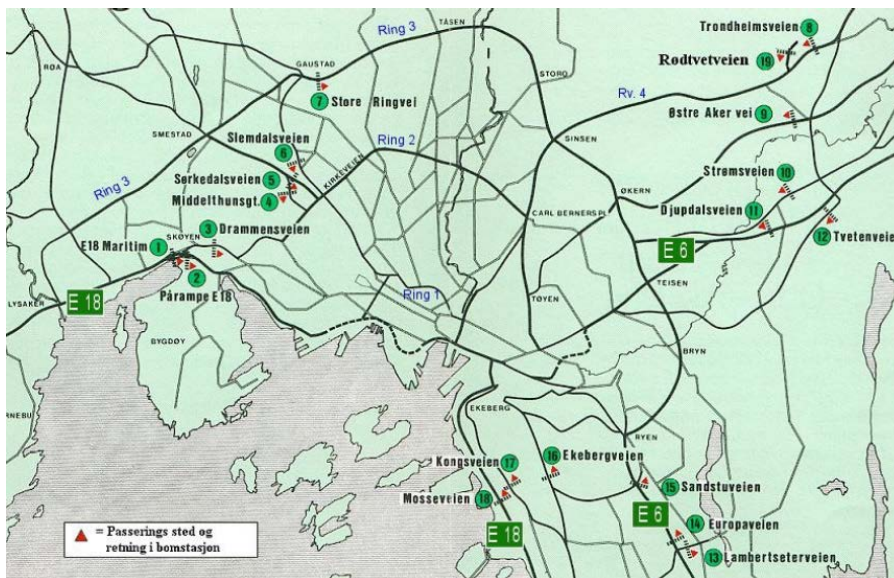 Trondheimsveien 8
19
Rødtvetveien
TÅSEN
Ring 3
GAUSTAD
RØA
STORO
7 Store Ringvei
Rv. 4
Østre Aker vei 9
SMESTAD
Slemdalsveien
6
Ring 2
SINSEN
Sørkedalsveien 5
KIRKEVEIEN
Strømsveien 10
Ring 3
Middelthunsgt. 4
ØKERN
Djupdalsveien
11
3 Drammensveien
CARL BERNERS PL
SKØYEN
E18 Maritim 1
12 Tvetenveie
E 6
2
Pårampe E18
TEISEN
Ring 1
TØYEN
LYSAKER
E 18
BYGDØY
BRYN
RNEBU
EKEBERG
RYEN
16 Ekebergveien
Kongsveien 17
15 Sandstuveien
Mosseveien 18
E 6
14 Europaveien
E 18
13 Lambertseterveien
= Passerings sted og
retning i bomstasjon